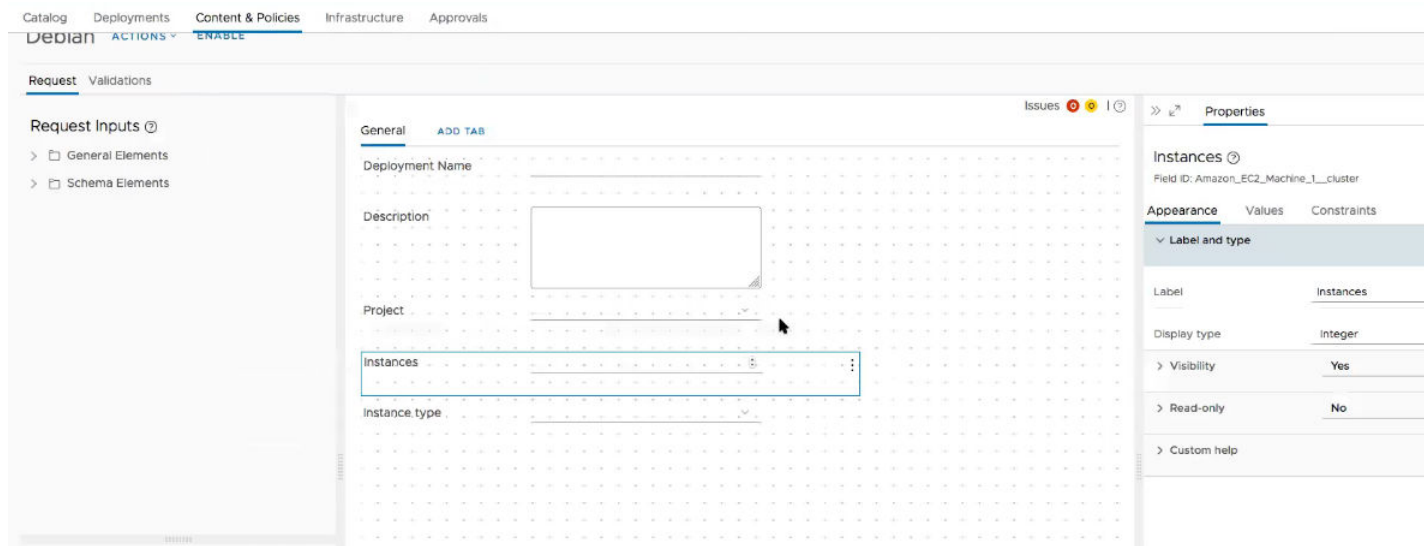 Catalog Deployments Content & Policies Infrastructure Approvals
Debian ACTIONS ENABLE
Request Validations
Request Inputs
General Elements
Schema Elements
Issues 0 0
General ADD TAB
Deployment Name
Description
Project
Instances
Instance type
Properties
Instances
Field ID: Amazon_EC2_Machine_1__cluster
Appearance Values Constraints
Label and type
Label Instances
Display type Integer
Visibility Yes
Read-only No
Custom help